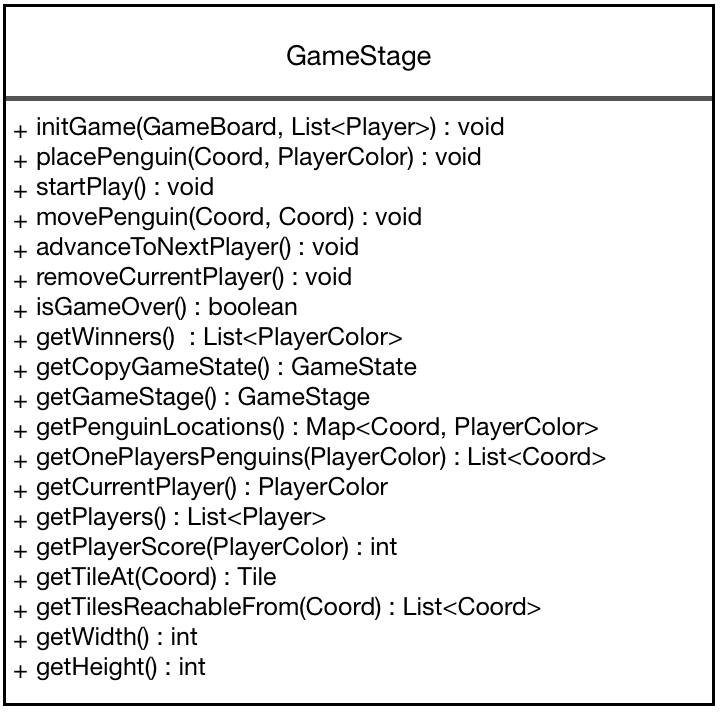 GameStage
+ initGame(GameBoard, List<Player>) : void
+ placePenguin(Coord, PlayerColor) : void
+ startPlay() : void
+ movePenguin(Coord, Coord) : void
+ advanceToNextPlayer() : void
+ removeCurrentPlayer() : void
+ isGameOver() : boolean
+ getWinners()  : List<PlayerColor>
+ getCopyGameState() : GameState
+ getGameStage() : GameStage
+ getPenguinLocations() : Map<Coord, PlayerColor>
+ getOnePlayersPenguins(PlayerColor) : List<Coord>
+ getCurrentPlayer() : PlayerColor
+ getPlayers() : List<Player>
+ getPlayerScore(PlayerColor) : int
+ getTileAt(Coord) : Tile
+ getTilesReachableFrom(Coord) : List<Coord>
+ getWidth() : int
+ getHeight() : int